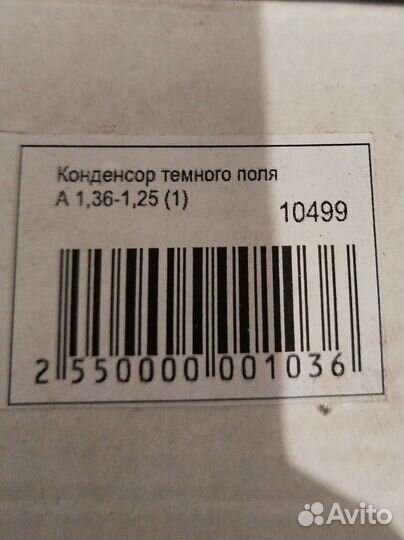 Конденсор темного поля
А 1,36-1,25 (1)
10499
2 550000 001036
Avito